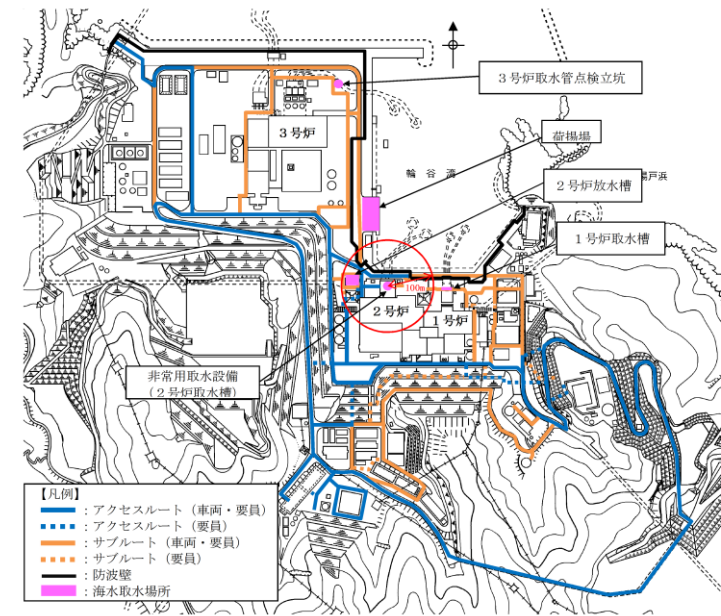 3号炉取水管点検立坑
3号炉
荷揚場
輪谷湾
2号炉放水槽
1号炉取水槽
100m
2号炉
1号炉
非常用取水設備
(2号炉取水槽)
【凡例】
:アクセスルート(車両・要員)
:アクセスルート(要員)
:サブルート(車両・要員)
:サブルート(要員)
:防波壁
:海水取水場所